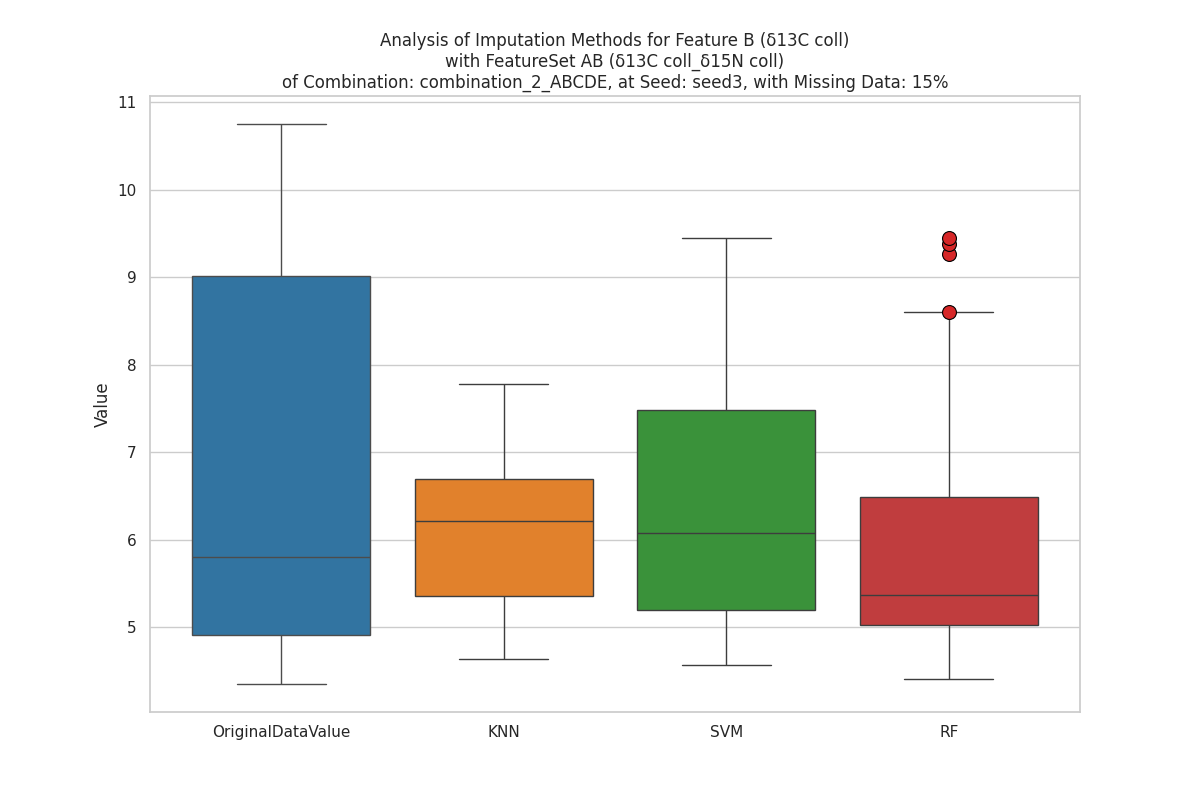 Analysis of Imputation Methods for Feature B (δ13C coll)
with FeatureSet AB (δ13C coll_δ15N coll)
of Combination: combination_2_ABCDE, at Seed: seed3, with Missing Data: 15%
11
10
9
8
7
6
5
Value
OriginalDataValue
KNN
SVM
RF